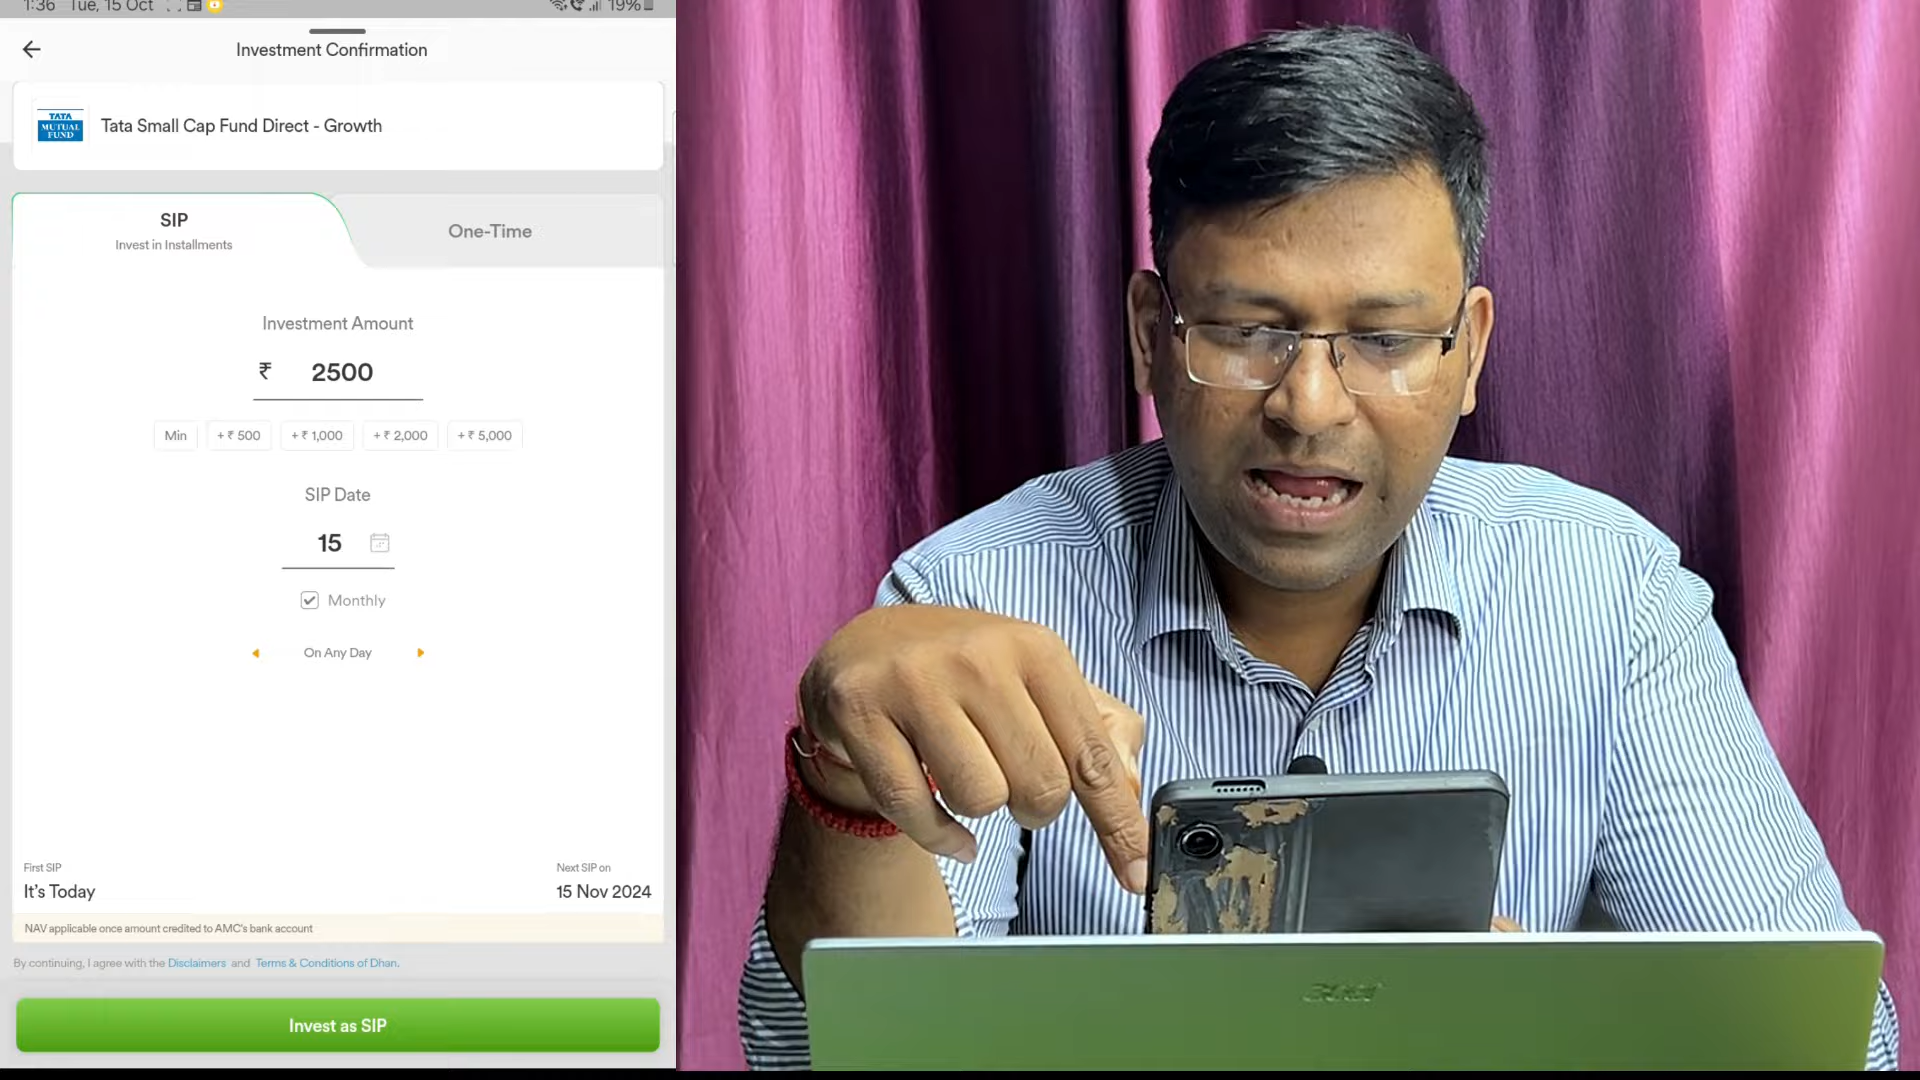 1:36 Tue, 15 Oct 19%
Investment Confirmation
TATA
MUTUAL
FUND
Tata Small Cap Fund Direct - Growth
SIP
Invest in Installments
One-Time
Investment Amount
₹ 2500
Min + ₹ 500 + ₹ 1,000 + ₹ 2,000 + ₹ 5,000
SIP Date
15
Monthly
On Any Day
First SIP
It's Today
Next SIP on
15 Nov 2024
NAV applicable once amount credited to AMC's bank account
By continuing, I agree with the Disclaimers and Terms & Conditions of Dhan.
Invest as SIP
acer